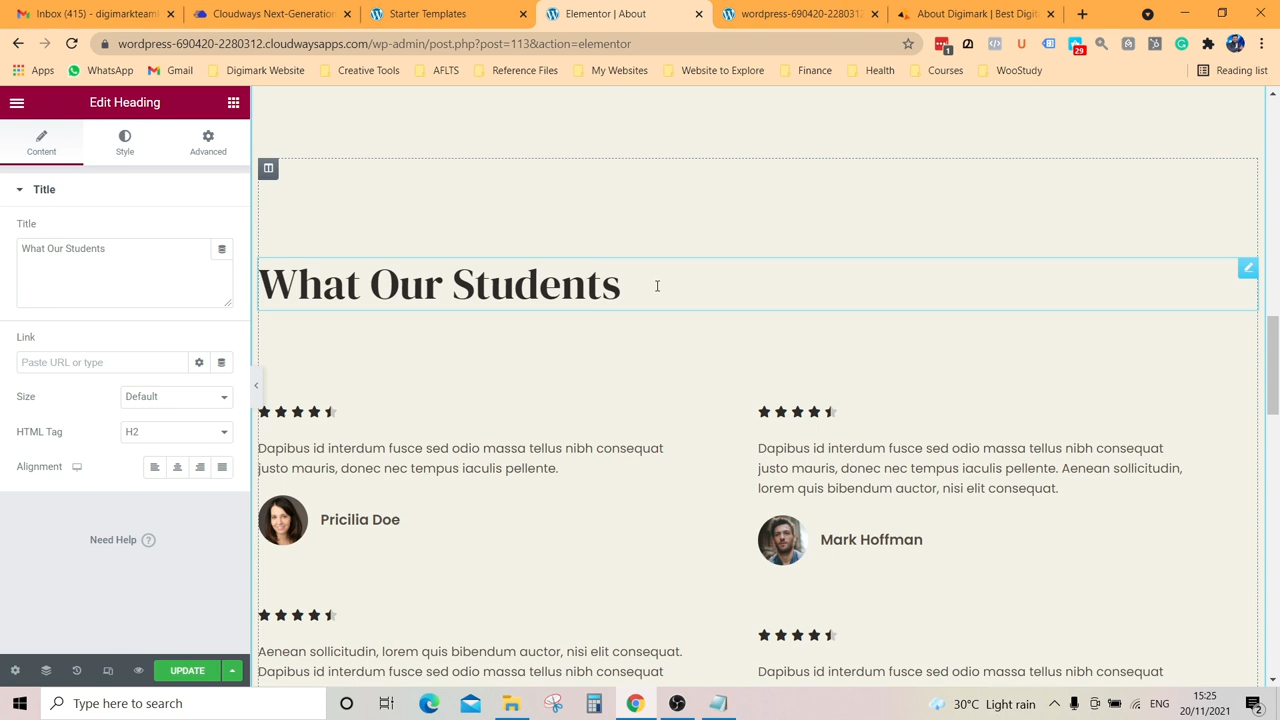 Inbox (415) - digimarkteam
Cloudways Next-Generation
Starter Templates
Elementor | About
wordpress-690420-2280312
About Digimark | Best Digit
wordpress-690420-2280312.cloudwaysapps.com/wp-admin/post.php?post=113&action=elementor
1
29
Apps
WhatsApp
Gmail
Digimark Website
Creative Tools
AFLTS
Reference Files
My Websites
Website to Explore
Finance
Health
Courses
WooStudy
Reading list
Edit Heading
Content
Style
Advanced
Title
Title
What Our Students
Link
Paste URL or type
Size
Default
HTML Tag
H2
Alignment
Need Help
UPDATE
What Our Students
Dapibus id interdum fusce sed odio massa tellus nibh consequat
justo mauris, donec nec tempus iaculis pellente.
Pricilia Doe
Dapibus id interdum fusce sed odio massa tellus nibh consequat
justo mauris, donec nec tempus iaculis pellente. Aenean sollicitudin,
lorem quis bibendum auctor, nisi elit consequat.
Mark Hoffman
Aenean sollicitudin, lorem quis bibendum auctor, nisi elit consequat.
Dapibus id interdum fusce sed odio massa tellus nibh consequat
Dapibus id interdum fusce sed odio massa tellus nibh consequat
Type here to search
30°C Light rain
ENG
15:25
20/11/2021
2